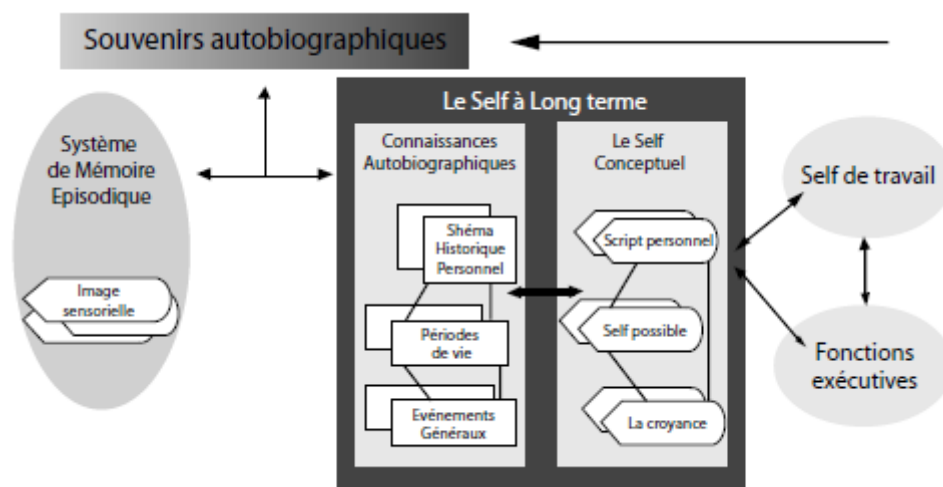 Souvenirs autobiographiques
Le Self à Long terme
Système
de Mémoire
Episodique
Image
sensorielle
Connaissances
Autobiographiques
Shéma
Historique
Personnel
Périodes
de vie
Evénements
Généraux
Le Self
Conceptuel
Script personnel
Self possible
La croyance
Self de travail
Fonctions
exécutives